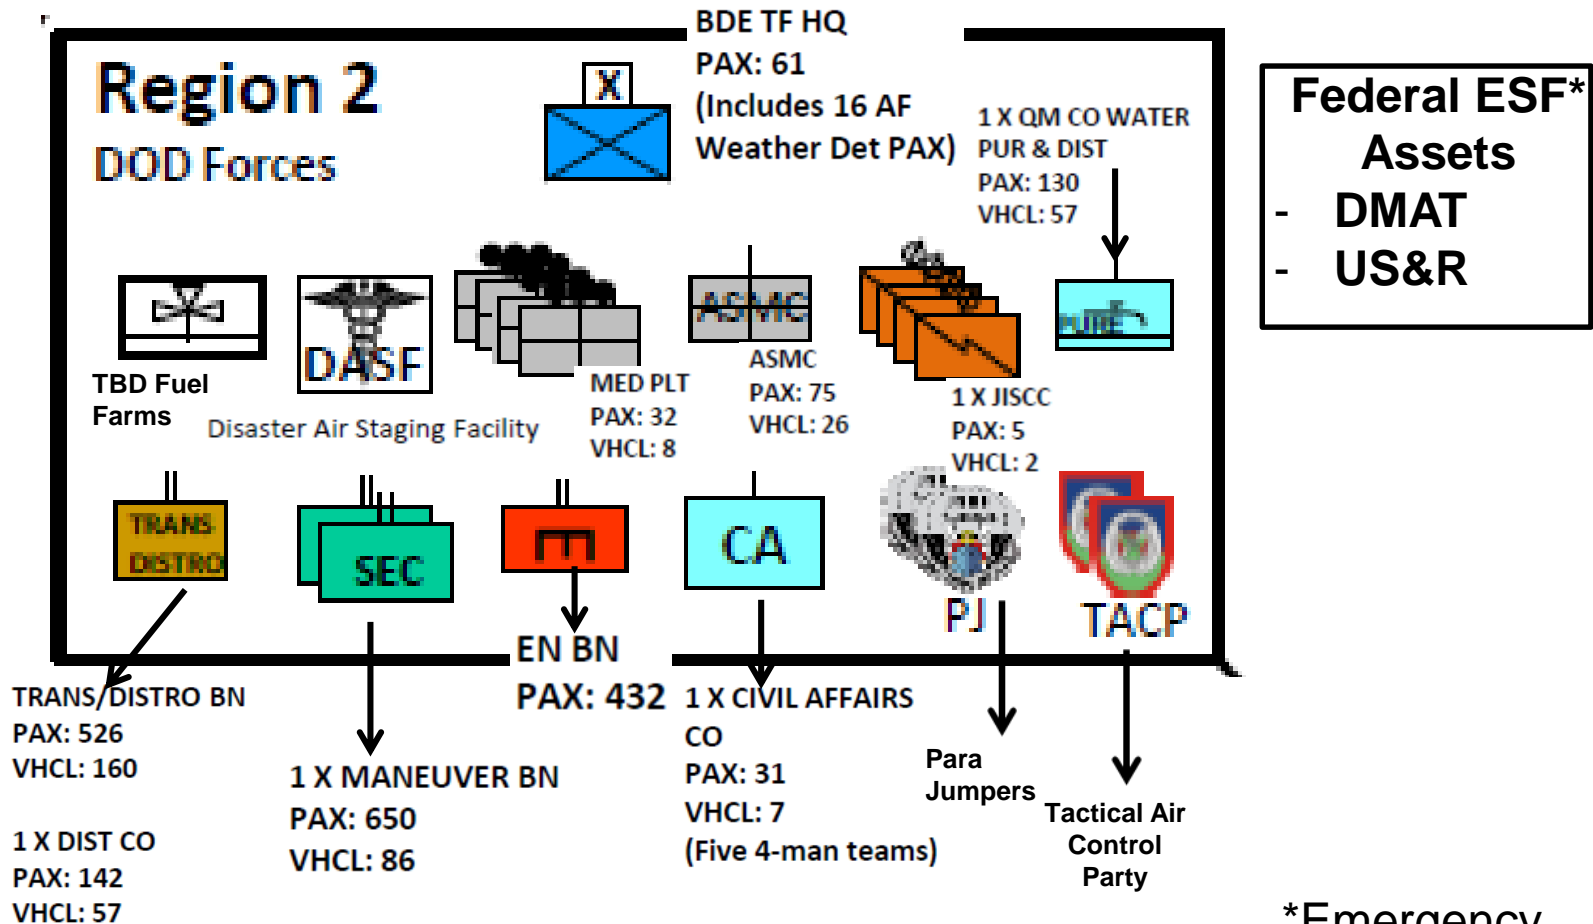 Region 2
DOD Forces
X
BDE TF HQ
PAX: 61
(Includes 16 AF
Weather Det PAX)
1 X QM CO WATER
PUR & DIST
PAX: 130
VHCL: 57
Federal ESF*
Assets
- DMAT
- US&R
DASF
ASMC
PURE
TBD Fuel
Farms
Disaster Air Staging Facility
MED PLT
PAX: 32
VHCL: 8
ASMC
PAX: 75
VHCL: 26
1 X JISCC
PAX: 5
VHCL: 2
TRANS
DISTRO
SEC
E
CA
PJ
TACP
TRANS/DISTRO BN
PAX: 526
VHCL: 160
1 X DIST CO
PAX: 142
VHCL: 57
1 X MANEUVER BN
PAX: 650
VHCL: 86
EN BN
PAX: 432
1 X CIVIL AFFAIRS
CO
PAX: 31
VHCL: 7
(Five 4-man teams)
Para
Jumpers
Tactical Air
Control
Party
*Emergency